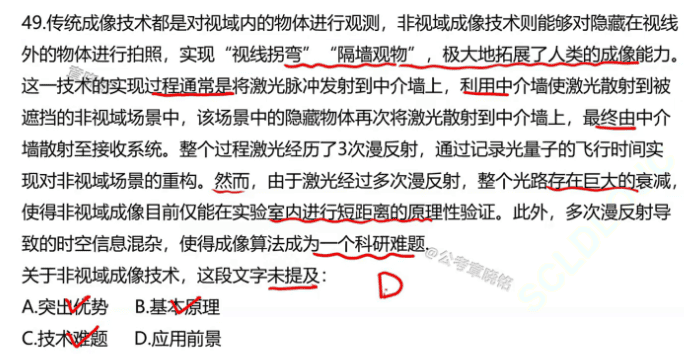 49.传统成像技术都是对视域内的物体进行观测，非视域成像技术则能够对隐藏在视线
外的物体进行拍照，实现“视线拐弯”“隔墙观物”，极大地拓展了人类的成像能力。
这一技术的实现过程通常是将激光脉冲发射到中介墙上，利用中介墙使激光散射到被
遮挡的非视域场景中，该场景中的隐藏物体再次将激光散射到中介墙上，最终由中介
墙散射至接收系统。整个过程激光经历了3次漫反射，通过记录光量子的飞行时间实
现对非视域场景的重构。然而，由于激光经过多次漫反射，整个光路存在巨大的衰减，
使得非视域成像目前仅能在实验室内进行短距离的原理性验证。此外，多次漫反射导
致的时空信息混杂，使得成像算法成为一个科研难题.
@公考章晓铭
关于非视域成像技术，这段文字未提及：
D
A.突出优势 B.基本原理
C.技术难题 D.应用前景